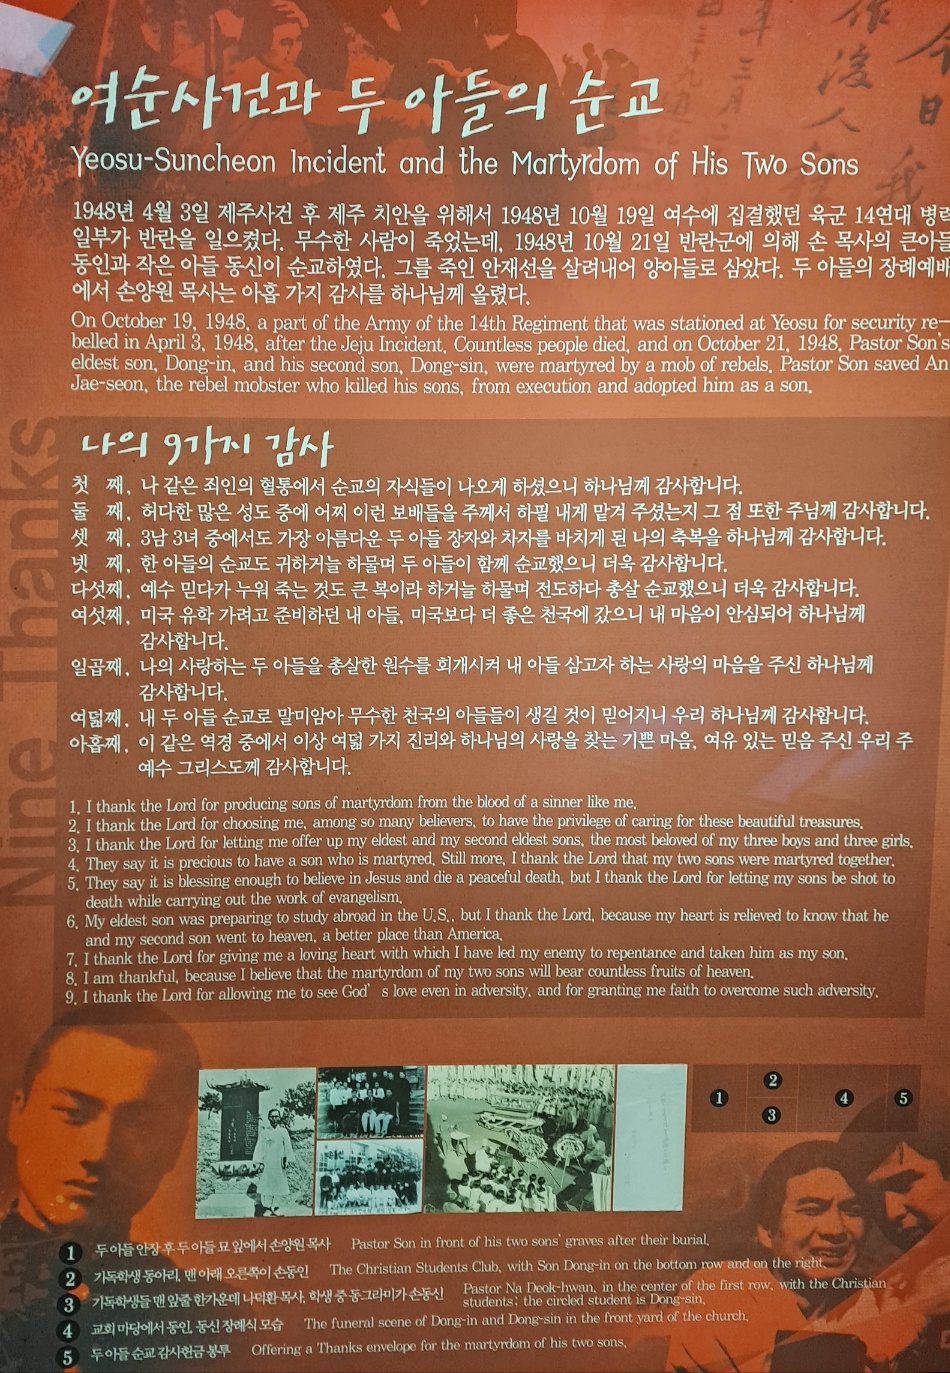 여순사건과 두 아들의 순교
Yeosu-Suncheon Incident and the Martyrdom of His Two Sons
1948년 4월 3일 제주사건 후 제주 치안을 위해서 1948년 10월 19일 여수에 집결했던 육군 14연대 병력
일부가 반란을 일으켰다. 무수한 사람이 죽었는데, 1948년 10월 21일 반란군에 의해 손 목사의 큰아들
동인과 작은 아들 동신이 순교하였다. 그를 죽인 안재선을 살려내어 양아들로 삼았다. 두 아들의 장례예배
에서 손양원 목사는 아홉 가지 감사를 하나님께 올렸다.
On October 19, 1948, a part of the Army of the 14th Regiment that was stationed at Yeosu for security re-
belled in April 3, 1948, after the Jeju Incident. Countless people died, and on October 21, 1948, Pastor Son's
eldest son, Dong-in, and his second son, Dong-sin, were martyred by a mob of rebels. Pastor Son saved An
Jae-seon, the rebel mobster who killed his sons, from execution and adopted him as a son.
Nine Thanks
나의 9가지 감사
첫 째, 나 같은 죄인의 혈통에서 순교의 자식들이 나오게 하셨으니 하나님께 감사합니다.
둘 째, 허다한 많은 성도 중에 어찌 이런 보배들을 주께서 하필 내게 맡겨 주셨는지 그 점 또한 주님께 감사합니다.
셋 째, 3남 3녀 중에서도 가장 아름다운 두 아들 장자와 차자를 바치게 된 나의 축복을 하나님께 감사합니다.
넷 째, 한 아들의 순교도 귀하거늘 하물며 두 아들이 함께 순교했으니 더욱 감사합니다.
다섯째, 예수 믿다가 누워 죽는 것도 큰 복이라 하거늘 하물며 전도하다 총살 순교했으니 더욱 감사합니다.
여섯째, 미국 유학 가려고 준비하던 내 아들, 미국보다 더 좋은 천국에 갔으니 내 마음이 안심되어 하나님께
감사합니다.
일곱째, 나의 사랑하는 두 아들을 총살한 원수를 회개시켜 내 아들 삼고자 하는 사랑의 마음을 주신 하나님께
감사합니다.
여덟째, 내 두 아들 순교로 말미암아 무수한 천국의 아들들이 생길 것이 믿어지니 우리 하나님께 감사합니다.
아홉째, 이 같은 역경 중에서 이상 여덟 가지 진리와 하나님의 사랑을 찾는 기쁜 마음, 여유 있는 믿음 주신 우리 주
예수 그리스도께 감사합니다.
1. I thank the Lord for producing sons of martyrdom from the blood of a sinner like me.
2. I thank the Lord for choosing me, among so many believers, to have the privilege of caring for these beautiful treasures.
3. I thank the Lord for letting me offer up my eldest and my second eldest sons, the most beloved of my three boys and three girls.
4. They say it is precious to have a son who is martyred. Still more, I thank the Lord that my two sons were martyred together.
5. They say it is blessing enough to believe in Jesus and die a peaceful death, but I thank the Lord for letting my sons be shot to
death while carrying out the work of evangelism.
6. My eldest son was preparing to study abroad in the U.S., but I thank the Lord, because my heart is relieved to know that he
and my second son went to heaven, a better place than America.
7. I thank the Lord for giving me a loving heart with which I have led my enemy to repentance and taken him as my son.
8. I am thankful, because I believe that the martyrdom of my two sons will bear countless fruits of heaven.
9. I thank the Lord for allowing me to see God's love even in adversity, and for granting me faith to overcome such adversity.
1 2 3 4 5
1 두 아들 안장 후 두 아들 묘 앞에서 손양원 목사 Pastor Son in front of his two sons' graves after their burial.
2 기독학생 동아리, 맨 아래 오른쪽이 손동인 The Christian Students Club, with Son Dong-in on the bottom row and on the right.
3 기독학생들 맨 앞줄 한가운데 나덕환 목사, 학생 중 동그라미가 손동신 Pastor Na Deok-hwan, in the center of the first row, with the Christian
students; the circled student is Dong-sin.
4 교회 마당에서 동인, 동신 장례식 모습 The funeral scene of Dong-in and Dong-sin in the front yard of the church.
5 두 아들 순교 감사헌금 봉투 Offering a Thanks envelope for the martyrdom of his two sons.